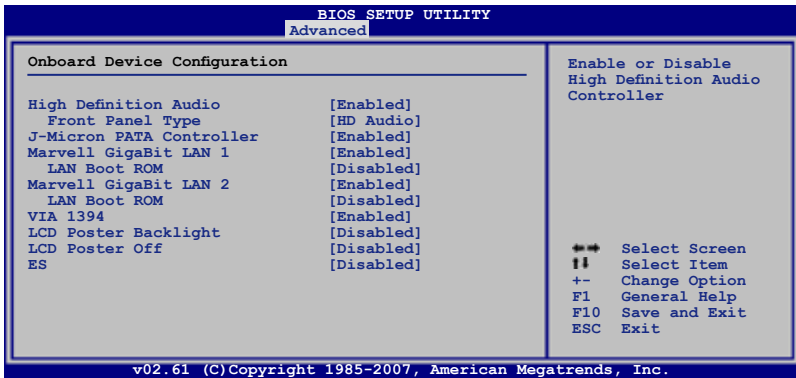 BIOS SETUP UTILITY
Advanced
Onboard Device Configuration
High Definition Audio [Enabled]
Front Panel Type [HD Audio]
J-Micron PATA Controller [Enabled]
Marvell GigaBit LAN 1 [Enabled]
LAN Boot ROM [Disabled]
Marvell GigaBit LAN 2 [Enabled]
LAN Boot ROM [Disabled]
VIA 1394 [Enabled]
LCD Poster Backlight [Disabled]
LCD Poster Off [Disabled]
ES [Disabled]
Enable or Disable
High Definition Audio
Controller
←→ Select Screen
↑↓ Select Item
+- Change Option
F1 General Help
F10 Save and Exit
ESC Exit
v02.61 (C)Copyright 1985-2007, American Megatrends, Inc.